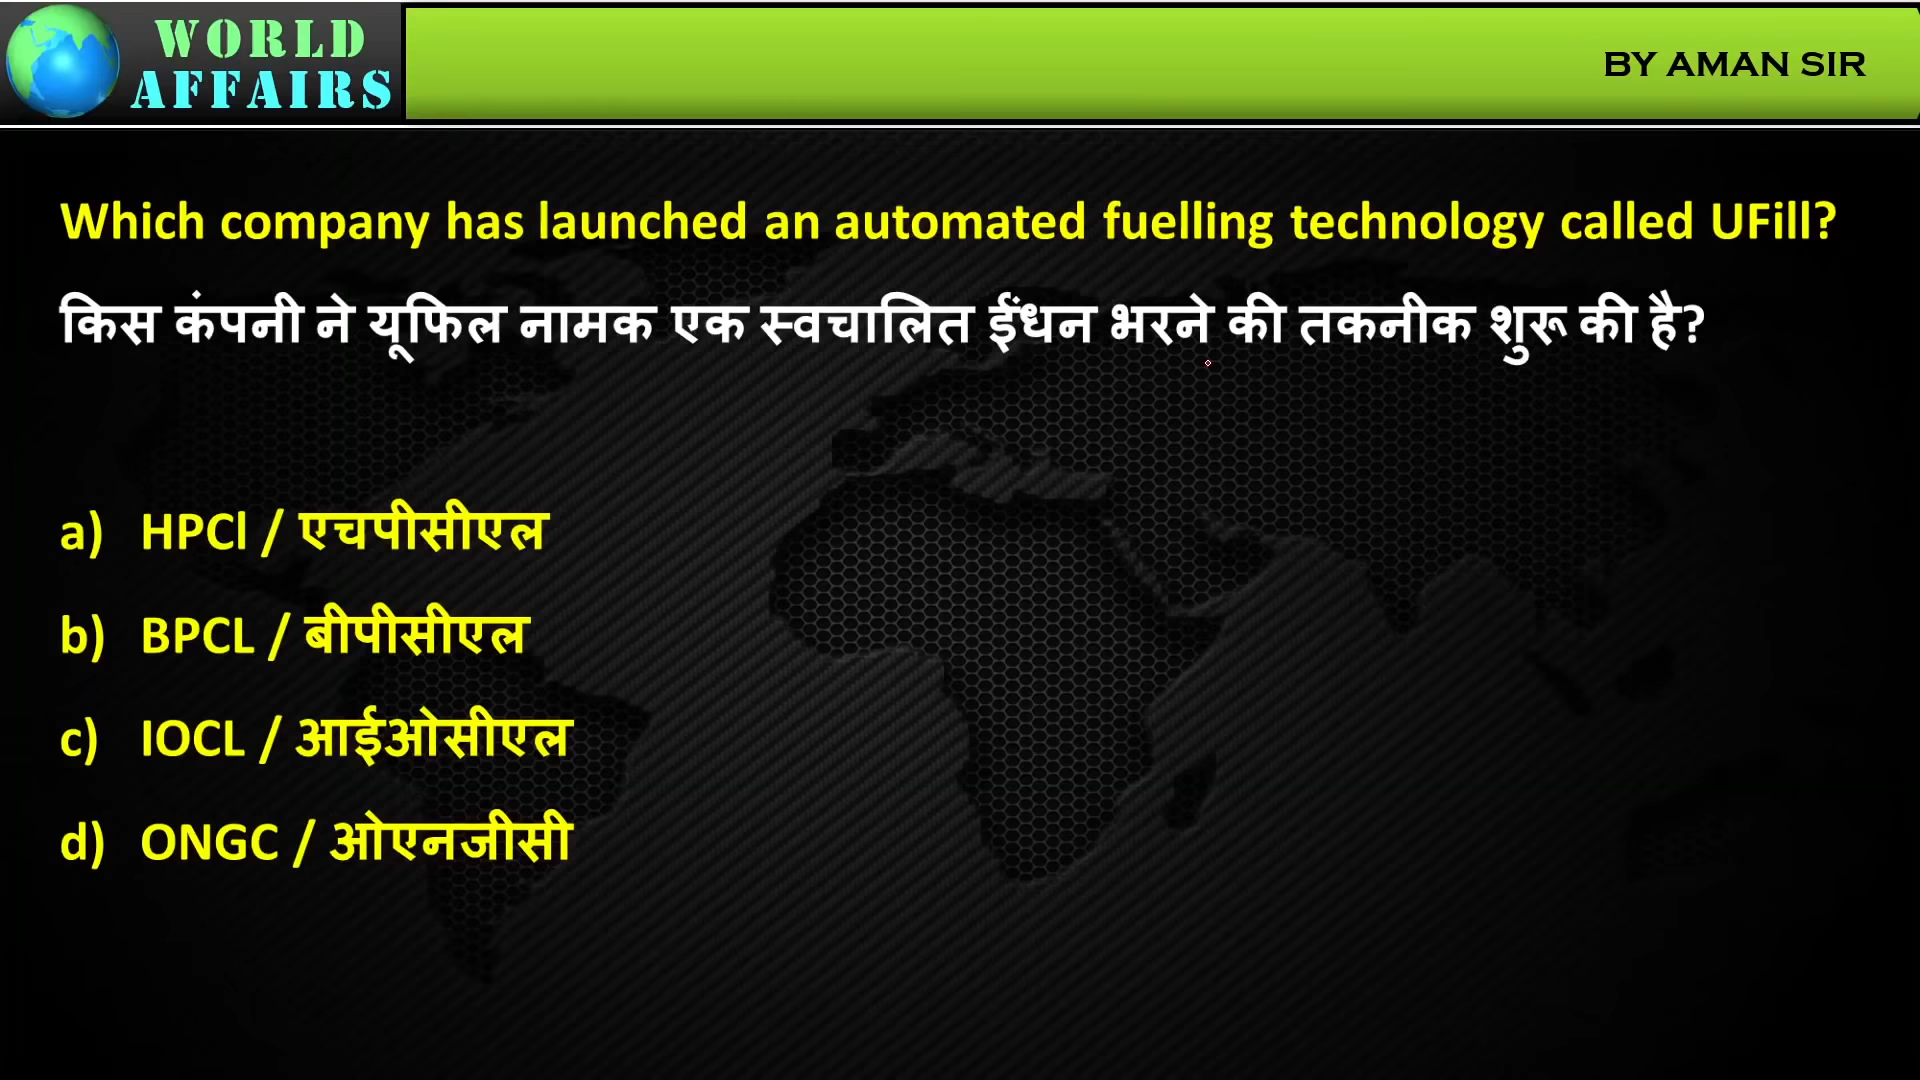 WORLD
AFFAIRS
BY AMAN SIR
Which company has launched an automated fuelling technology called UFill?
किस कंपनी ने यूफिल नामक एक स्वचालित ईंधन भरने की तकनीक शुरू की है?
a) HPCl / एचपीसीएल
b) BPCL / बीपीसीएल
c) IOCL / आईओसीएल
d) ONGC / ओएनजीसी